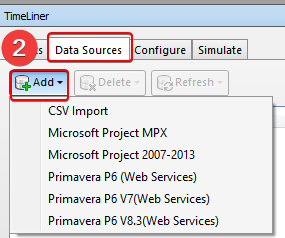 TimeLiner
2
Data Sources Configure Simulate
Add Delete Refresh
CSV Import
Microsoft Project MPX
Microsoft Project 2007-2013
Primavera P6 (Web Services)
Primavera P6 V7(Web Services)
Primavera P6 V8.3(Web Services)